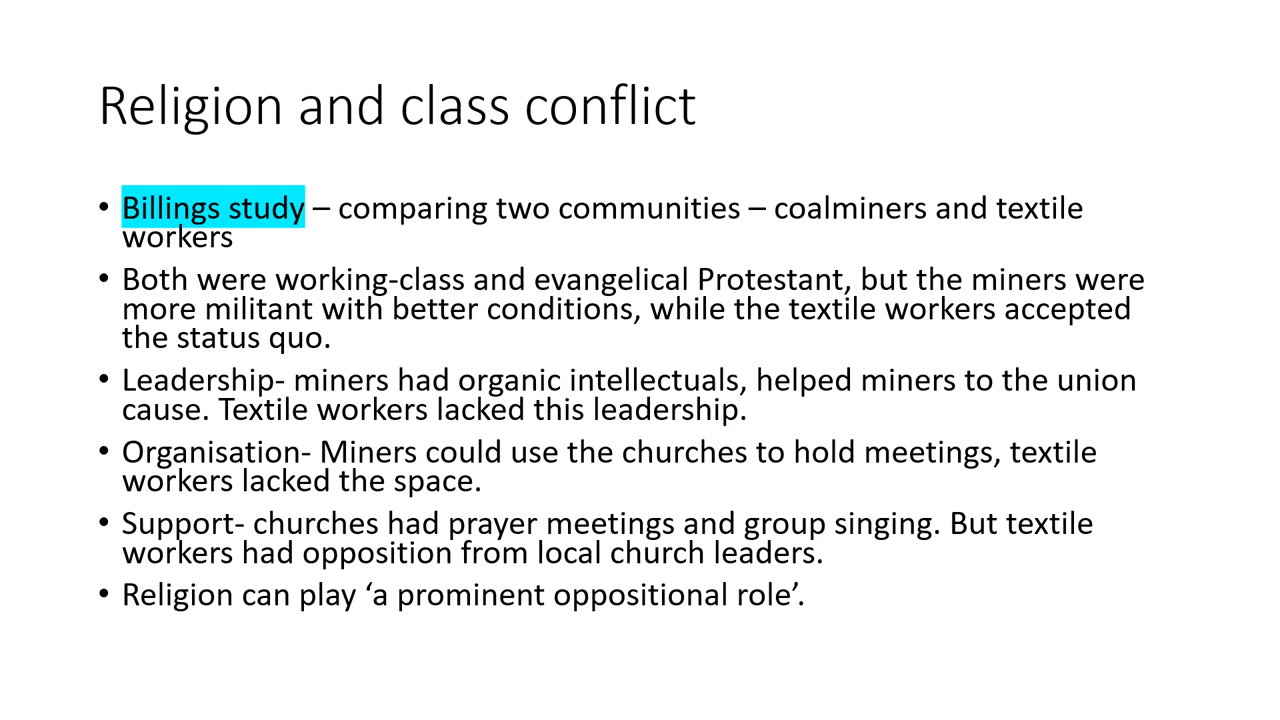 Religion and class conflict
• Billings study – comparing two communities – coalminers and textile
workers
• Both were working-class and evangelical Protestant, but the miners were
more militant with better conditions, while the textile workers accepted
the status quo.
• Leadership- miners had organic intellectuals, helped miners to the union
cause. Textile workers lacked this leadership.
• Organisation- Miners could use the churches to hold meetings, textile
workers lacked the space.
• Support- churches had prayer meetings and group singing. But textile
workers had opposition from local church leaders.
• Religion can play ‘a prominent oppositional role’.